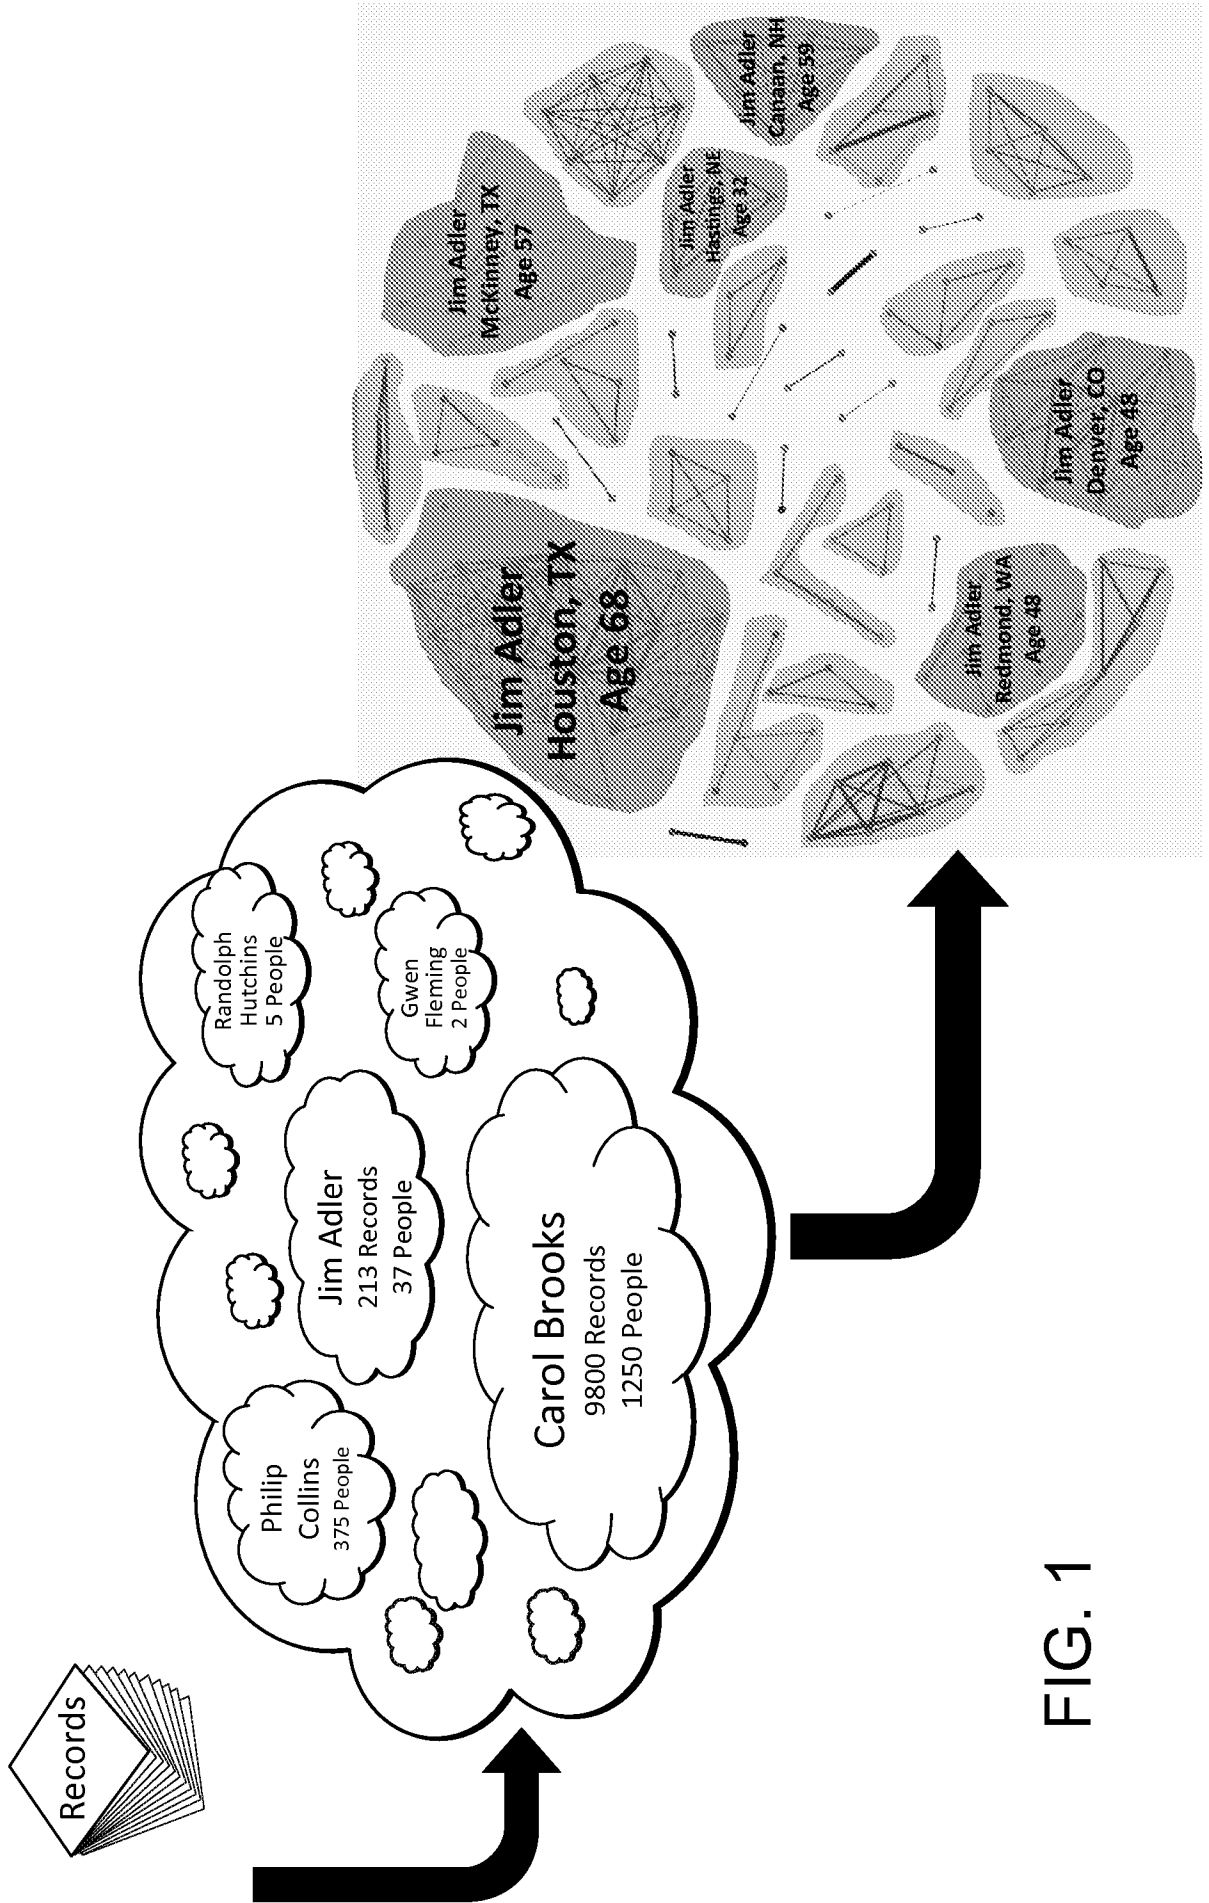 Records
Philip
Collins
375 People
Jim Adler
213 Records
37 People
Randolph
Hutchins
5 People
Gwen
Fleming
2 People
Carol Brooks
9800 Records
1250 People
Jim Adler
Houston, TX
Age 68
Jim Adler
McKinney, TX
Age 57
Jim Adler
Hastings, NE
Age 32
Jim Adler
Canaan, NH
Age 59
Jim Adler
Redmond, WA
Age 48
Jim Adler
Denver, CO
Age 48
FIG. 1